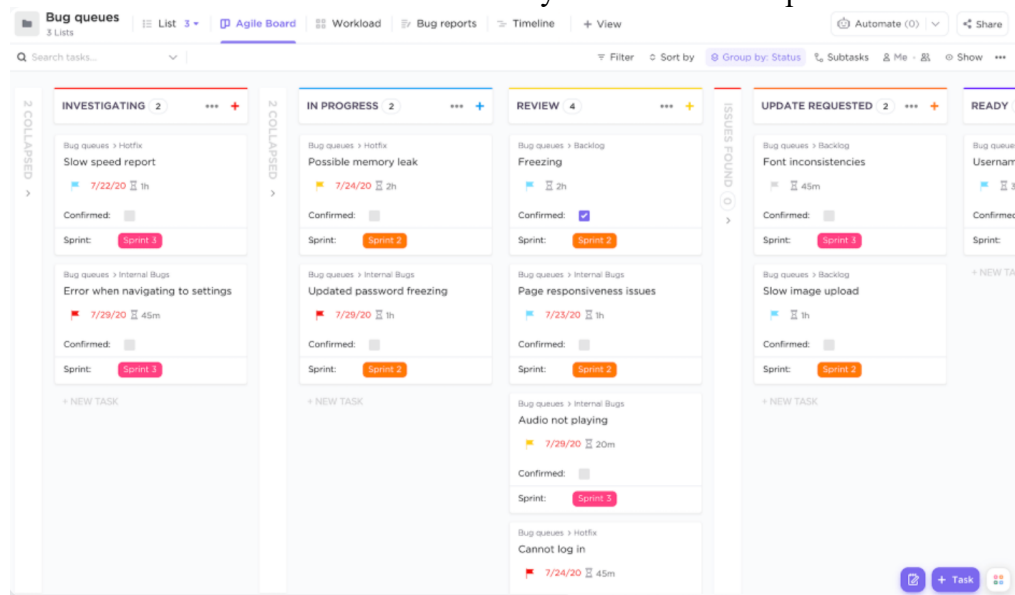 Bug queues
3 Lists
List 3
Agile Board
Workload
Bug reports
Timeline
+ View
Automate (0)
Share
Search tasks...
Filter
Sort by
Group by: Status
Subtasks
Me
Show
2 COLLAPSED
INVESTIGATING 2
Bug queues > Hotfix
Slow speed report
7/22/20 1h
Confirmed:
Sprint: Sprint 3
Bug queues > Internal Bugs
Error when navigating to settings
7/29/20 45m
Confirmed:
Sprint: Sprint 3
+ NEW TASK
2 COLLAPSED
IN PROGRESS 2
Bug queues > Hotfix
Possible memory leak
7/24/20 2h
Confirmed:
Sprint: Sprint 2
Bug queues > Internal Bugs
Updated password freezing
7/29/20 1h
Confirmed:
Sprint: Sprint 2
+ NEW TASK
REVIEW 4
Bug queues > Backlog
Freezing
2h
Confirmed:
Sprint: Sprint 2
Bug queues > Internal Bugs
Page responsiveness issues
7/23/20 1h
Confirmed:
Sprint: Sprint 2
Bug queues > Internal Bugs
Audio not playing
7/29/20 20m
Confirmed:
Sprint: Sprint 3
Bug queues > Hotfix
Cannot log in
7/24/20 45m
ISSUES FOUND 0
UPDATE REQUESTED 2
Bug queues > Backlog
Font inconsistencies
45m
Confirmed:
Sprint: Sprint 3
Bug queues > Backlog
Slow image upload
1h
Confirmed:
Sprint: Sprint 2
+ NEW TASK
READY
Bug queue
Usernam
3
Confirmed
Sprint:
+ NEW TA
+ Task